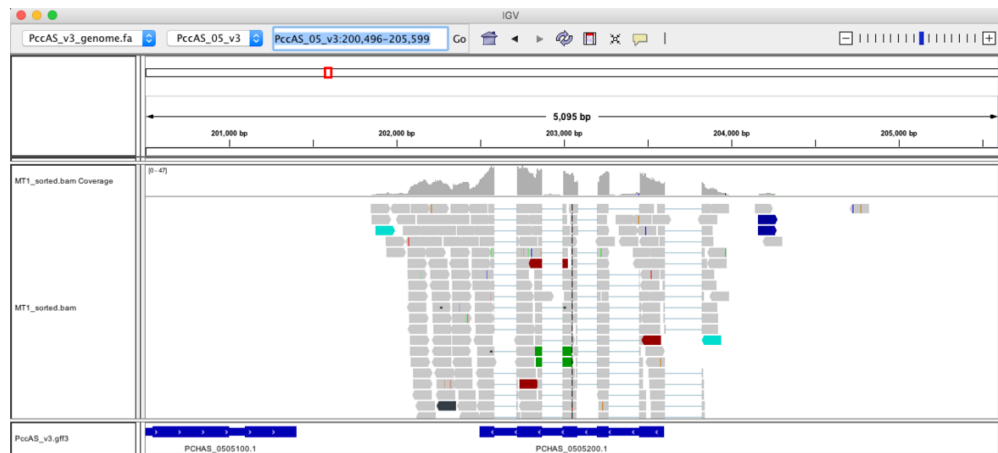 IGV
PccAS_v3_genome.fa PccAS_05_v3 PccAS_05_v3:200,496-205,599 Go
5,095 bp
201,000 bp 202,000 bp 203,000 bp 204,000 bp 205,000 bp
[0 - 47]
MT1_sorted.bam Coverage
MT1_sorted.bam
PccAS_v3.gff3
PCHAS_0505100.1 PCHAS_0505200.1